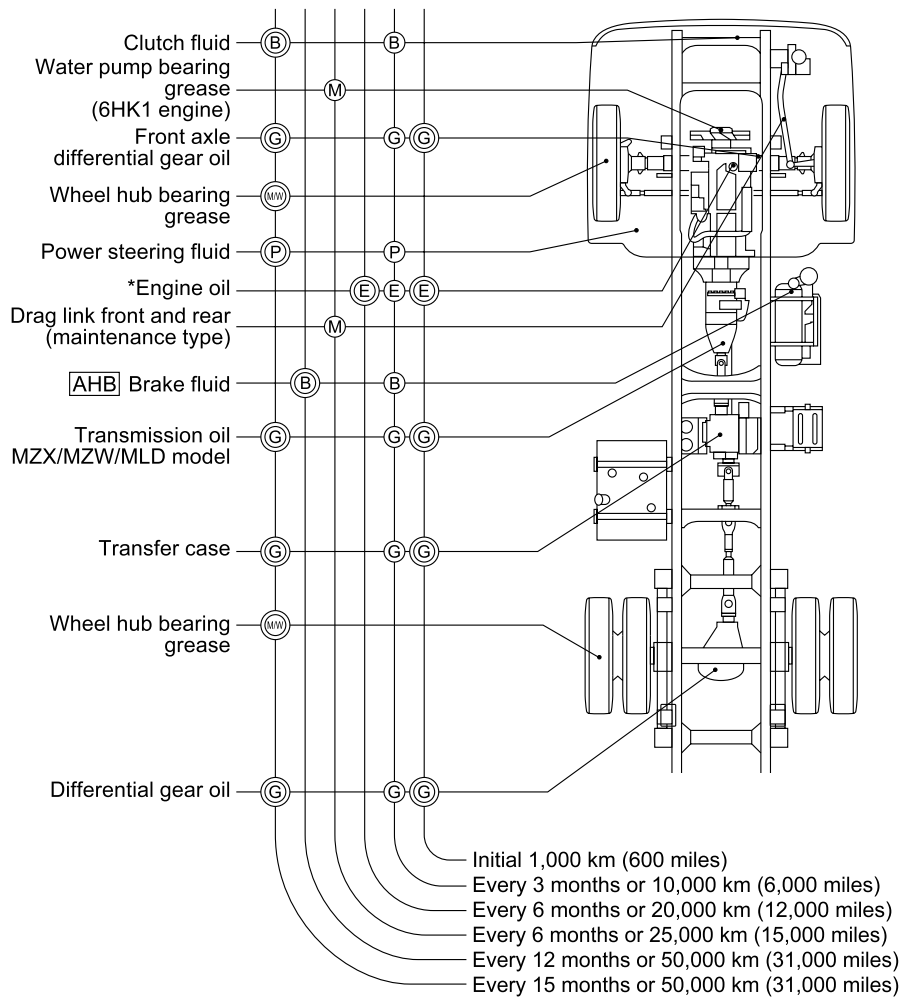 Clutch fluid B B
Water pump bearing
grease M
(6HK1 engine)
Front axle G G G
differential gear oil
Wheel hub bearing M/W
grease
Power steering fluid P P
*Engine oil E E E
Drag link front and rear M
(maintenance type)
AHB Brake fluid B B
Transmission oil G G G
MZX/MZW/MLD model
Transfer case G G G
Wheel hub bearing M/W
grease
Differential gear oil G G G
Initial 1,000 km (600 miles)
Every 3 months or 10,000 km (6,000 miles)
Every 6 months or 20,000 km (12,000 miles)
Every 6 months or 25,000 km (15,000 miles)
Every 12 months or 50,000 km (31,000 miles)
Every 15 months or 50,000 km (31,000 miles)